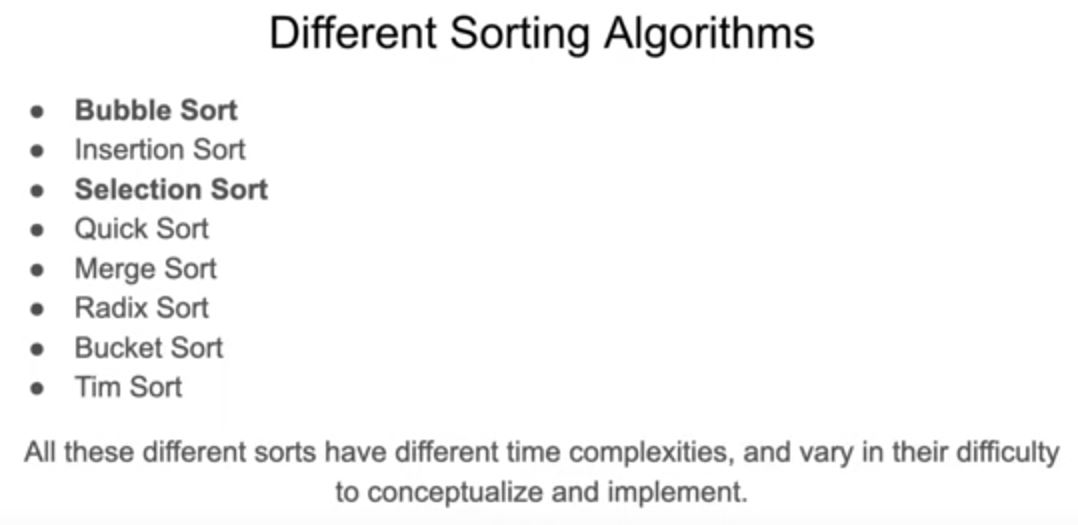 Different Sorting Algorithms
● Bubble Sort
● Insertion Sort
● Selection Sort
● Quick Sort
● Merge Sort
● Radix Sort
● Bucket Sort
● Tim Sort
All these different sorts have different time complexities, and vary in their difficulty
to conceptualize and implement.